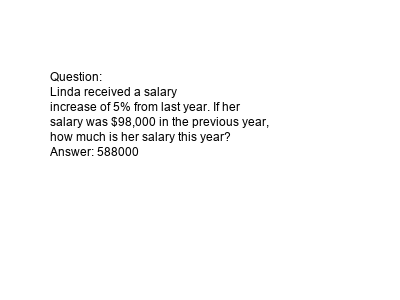 Question:
Linda received a salary
increase of 5% from last year. If her
salary was $98,000 in the previous year,
how much is her salary this year?
Answer: 588000